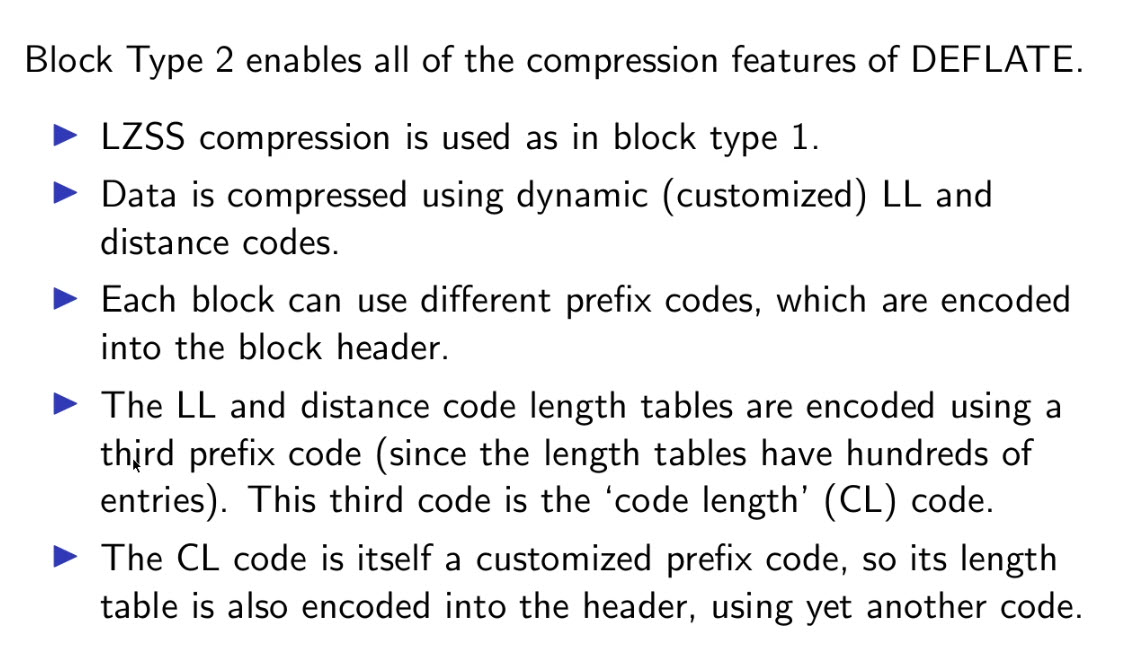 Block Type 2 enables all of the compression features of DEFLATE.
LZSS compression is used as in block type 1.
Data is compressed using dynamic (customized) LL and
distance codes.
Each block can use different prefix codes, which are encoded
into the block header.
The LL and distance code length tables are encoded using a
third prefix code (since the length tables have hundreds of
entries). This third code is the ‘code length’ (CL) code.
The CL code is itself a customized prefix code, so its length
table is also encoded into the header, using yet another code.